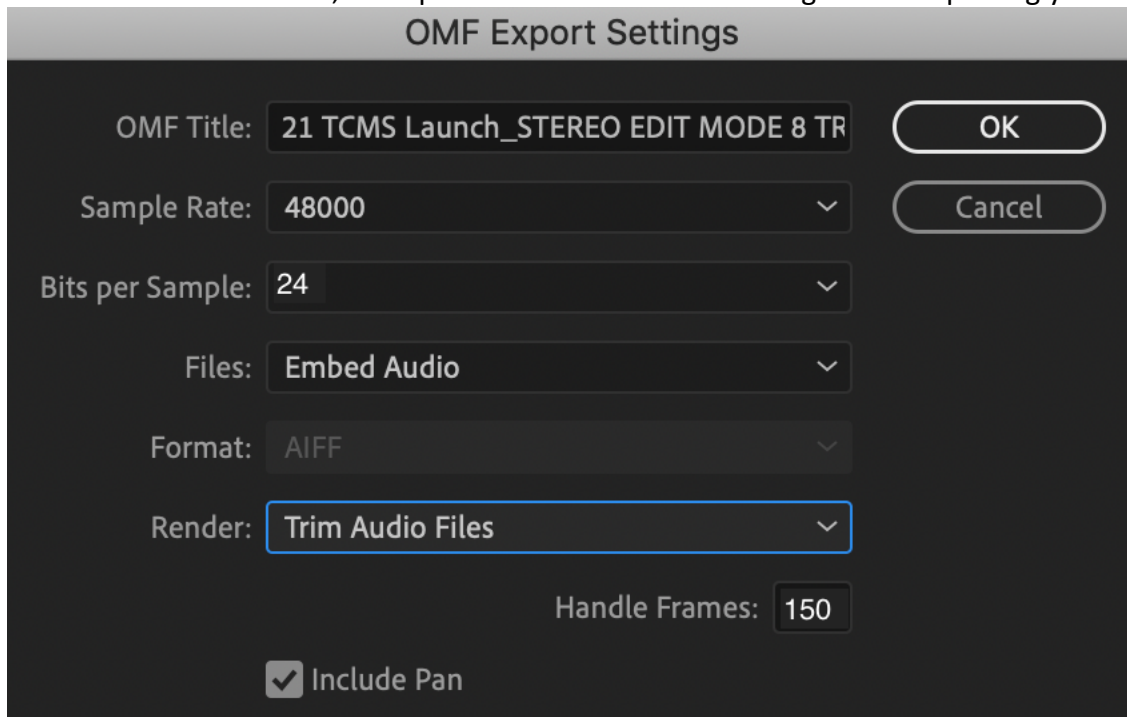 OMF Export Settings
OMF Title: 21 TCMS Launch_STEREO EDIT MODE 8 TR
OK
Sample Rate: 48000
Cancel
Bits per Sample: 24
Files: Embed Audio
Format: AIFF
Render: Trim Audio Files
Handle Frames: 150
Include Pan